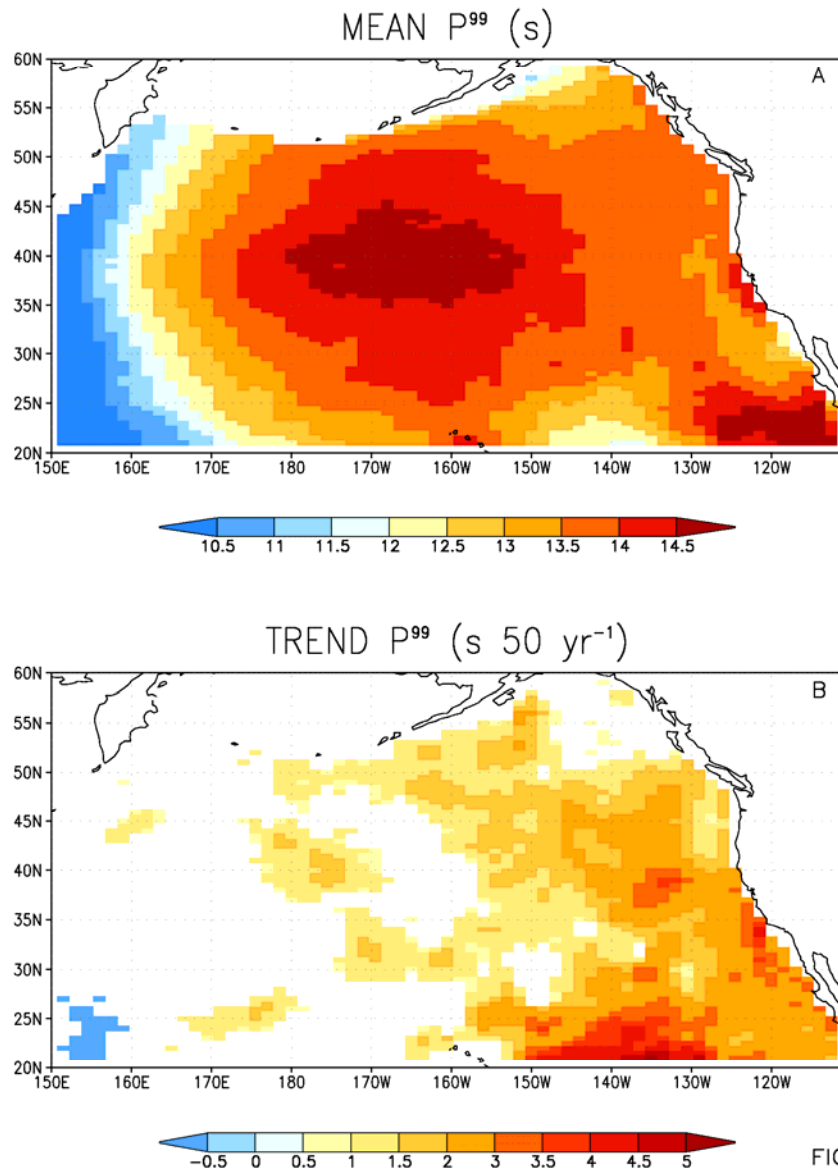 MEAN P⁹⁹ (s)
60N
A
55N
50N
45N
40N
35N
30N
25N
20N
150E 160E 170E 180 170W 160W 150W 140W 130W 120W
10.5 11 11.5 12 12.5 13 13.5 14 14.5
TREND P⁹⁹ (s 50 yr⁻¹)
60N
B
55N
50N
45N
40N
35N
30N
25N
20N
150E 160E 170E 180 170W 160W 150W 140W 130W 120W
−0.5 0 0.5 1 1.5 2 3 3.5 4 4.5 5
FIG